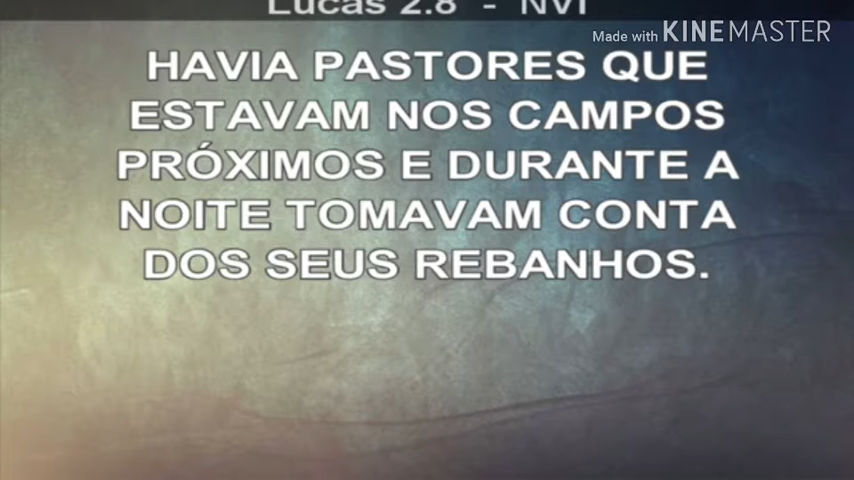 Lucas 2.8 - NVI
Made with KINEMASTER
HAVIA PASTORES QUE
ESTAVAM NOS CAMPOS
PRÓXIMOS E DURANTE A
NOITE TOMAVAM CONTA
DOS SEUS REBANHOS.